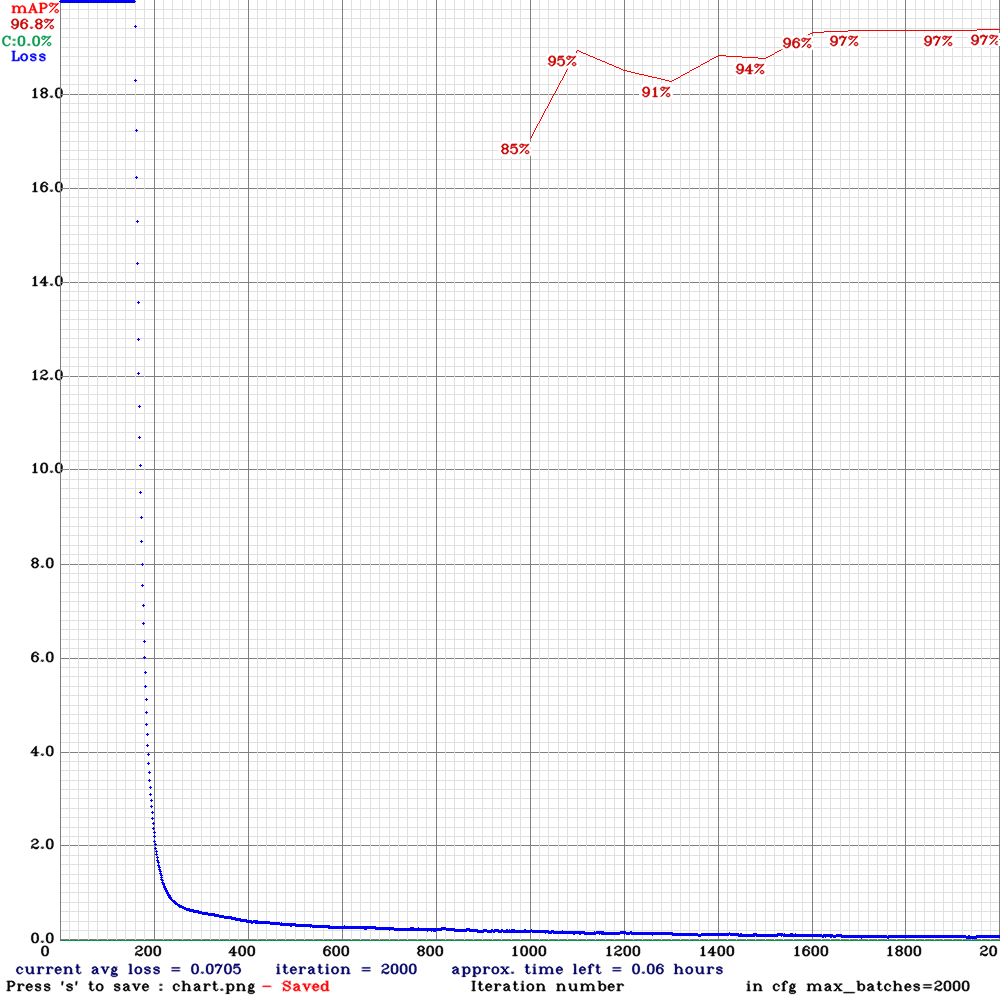 mAP%
96.8%
C:0.0%
Loss
96% 97% 97% 97%
95%
94%
91%
18.0
85%
16.0
14.0
12.0
10.0
8.0
6.0
4.0
2.0
0.0
0 200 400 600 800 1000 1200 1400 1600 1800 20
current avg loss = 0.0705 iteration = 2000 approx. time left = 0.06 hours
Press 's' to save : chart.png - Saved Iteration number in cfg max_batches=2000